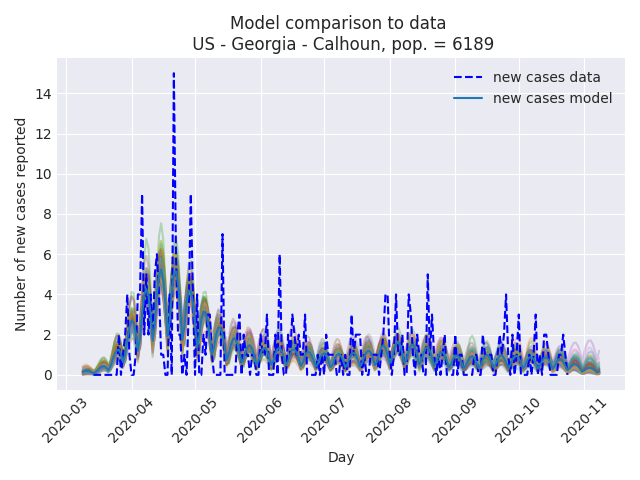 Model comparison to data
US - Georgia - Calhoun, pop. = 6189
new cases data
new cases model
Number of new cases reported
14
12
10
8
6
4
2
0
2020-03
2020-04
2020-05
2020-06
2020-07
2020-08
2020-09
2020-10
2020-11
Day